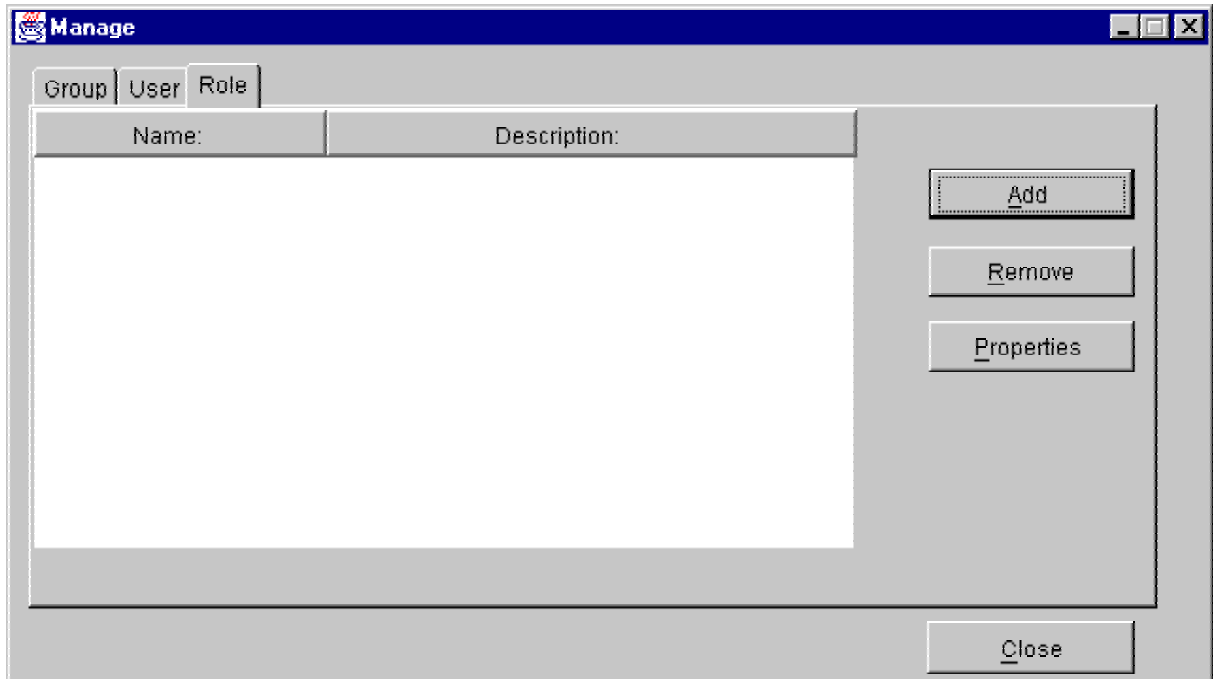 Manage
Group User Role
Name: Description:
Add
Remove
Properties
Close